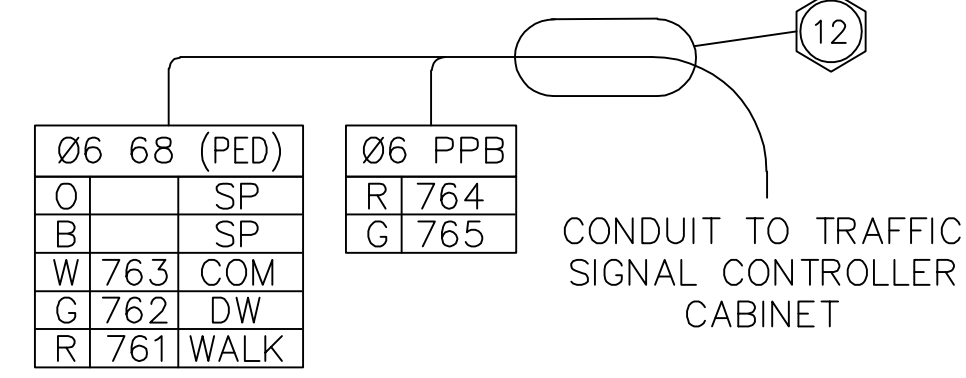 12
Ø6 68 (PED)
O SP
B SP
W 763 COM
G 762 DW
R 761 WALK
Ø6 PPB
R 764
G 765
CONDUIT TO TRAFFIC
SIGNAL CONTROLLER
CABINET